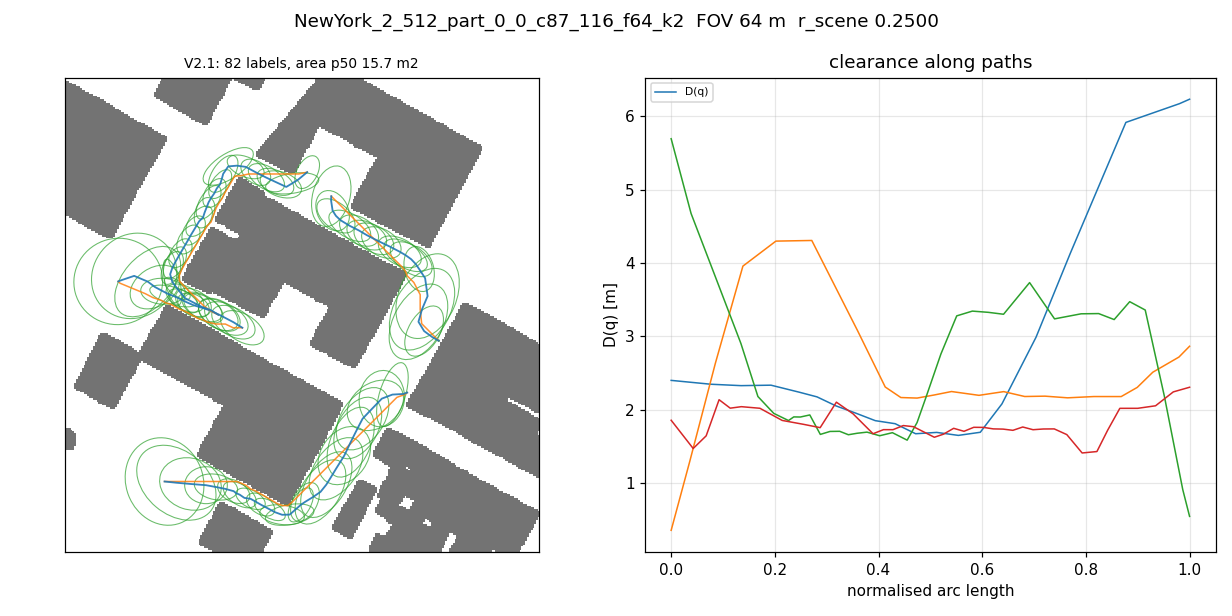 NewYork_2_512_part_0_0_c87_116_f64_k2 FOV 64 m r_scene 0.2500
V2.1: 82 labels, area p50 15.7 m2
clearance along paths
D(q)
6
5
4
3
2
1
D(q) [m]
0.0 0.2 0.4 0.6 0.8 1.0
normalised arc length